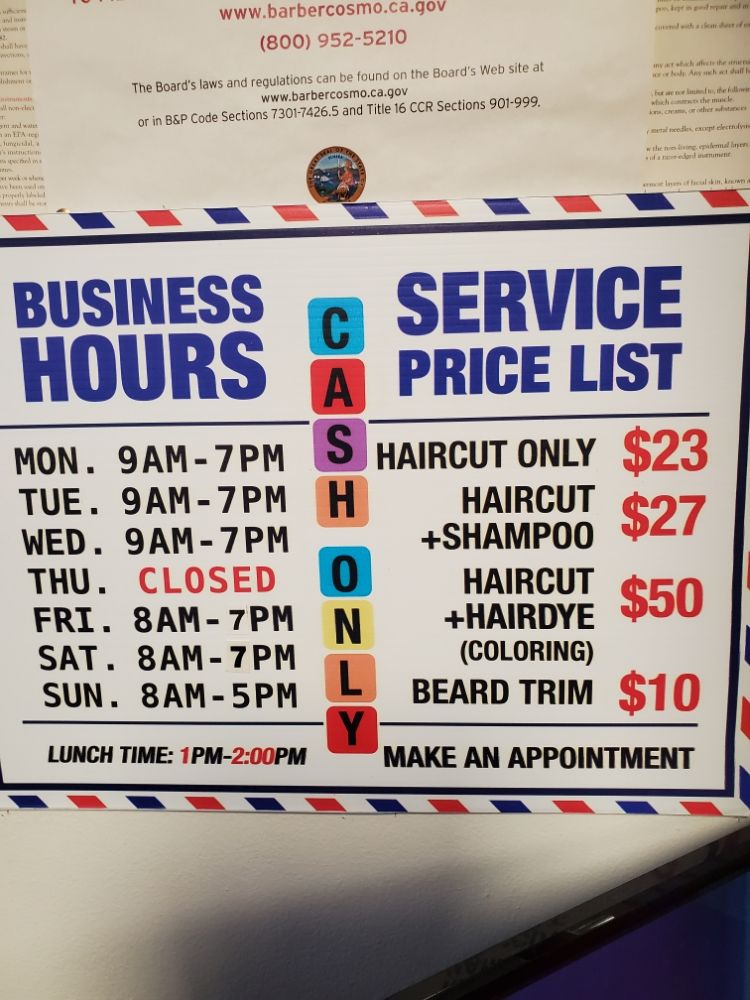 www.barbercosmo.ca.gov
(800) 952-5210
The Board's laws and regulations can be found on the Board's Web site at
www.barbercosmo.ca.gov
or in B&P Code Sections 7301-7426.5 and Title 16 CCR Sections 901-999.
BUSINESS
HOURS
MON. 9AM-7PM
TUE. 9AM-7PM
WED. 9AM-7PM
THU. CLOSED
FRI. 8AM-7PM
SAT. 8AM-7PM
SUN. 8AM-5PM
LUNCH TIME: 1PM-2:00PM
CASH ONLY
SERVICE
PRICE LIST
HAIRCUT ONLY $23
HAIRCUT
+SHAMPOO $27
HAIRCUT
+HAIRDYE $50
(COLORING)
BEARD TRIM $10
MAKE AN APPOINTMENT